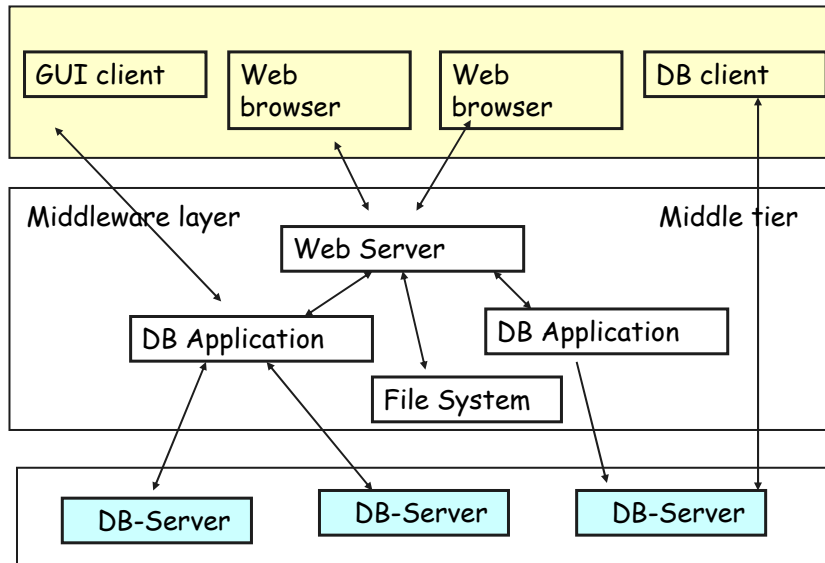 GUI client
Web
browser
Web
browser
DB client
Middleware layer
Middle tier
Web Server
DB Application
DB Application
File System
DB-Server
DB-Server
DB-Server